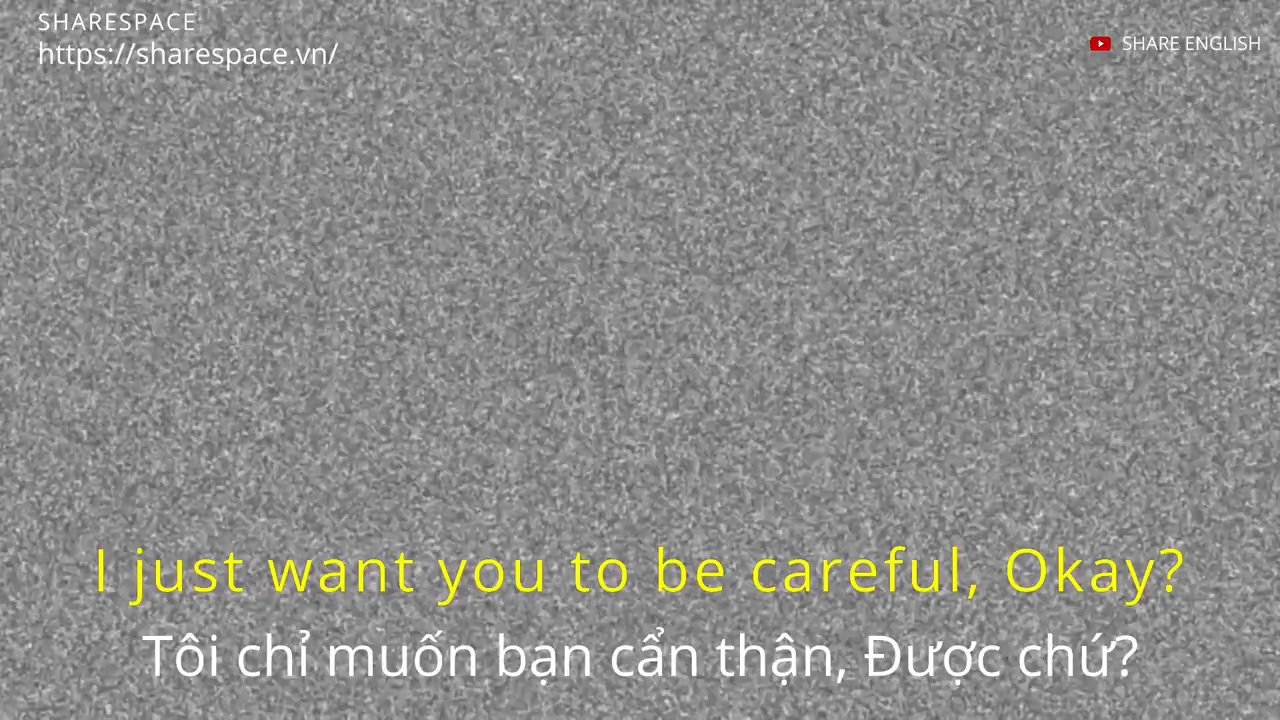 SHARESPACE
https://sharespace.vn/
SHARE ENGLISH
I just want you to be careful, Okay?
Tôi chỉ muốn bạn cẩn thận, Được chứ?